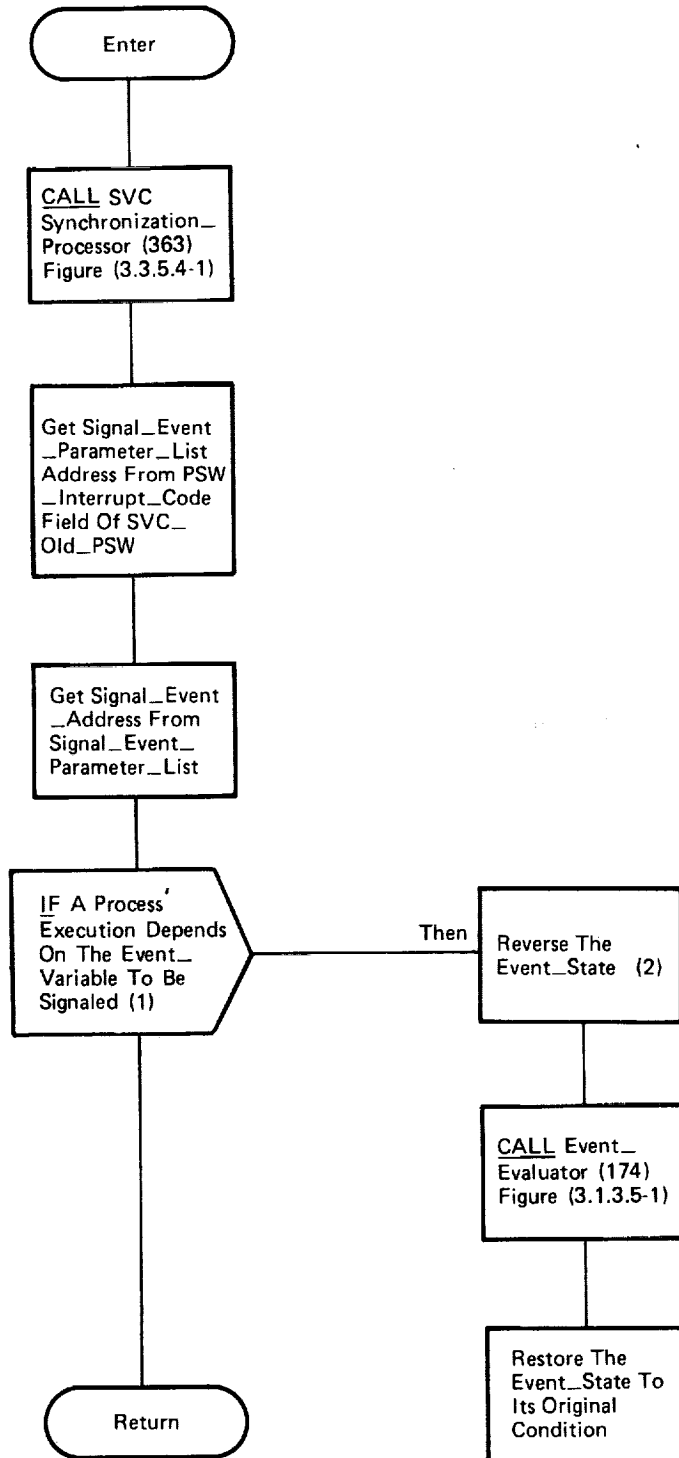 Enter
CALL SVC
Synchronization_
Processor (363)
Figure (3.3.5.4-1)
Get Signal_Event
_Parameter_List
Address From PSW
_Interrupt_Code
Field Of SVC_
Old_PSW
Get Signal_Event
_Address From
Signal_Event_
Parameter_List
IF A Process'
Execution Depends
On The Event_
Variable To Be
Signaled (1)
Then
Reverse The
Event_State (2)
CALL Event_
Evaluator (174)
Figure (3.1.3.5-1)
Restore The
Event_State To
Its Original
Condition
Return